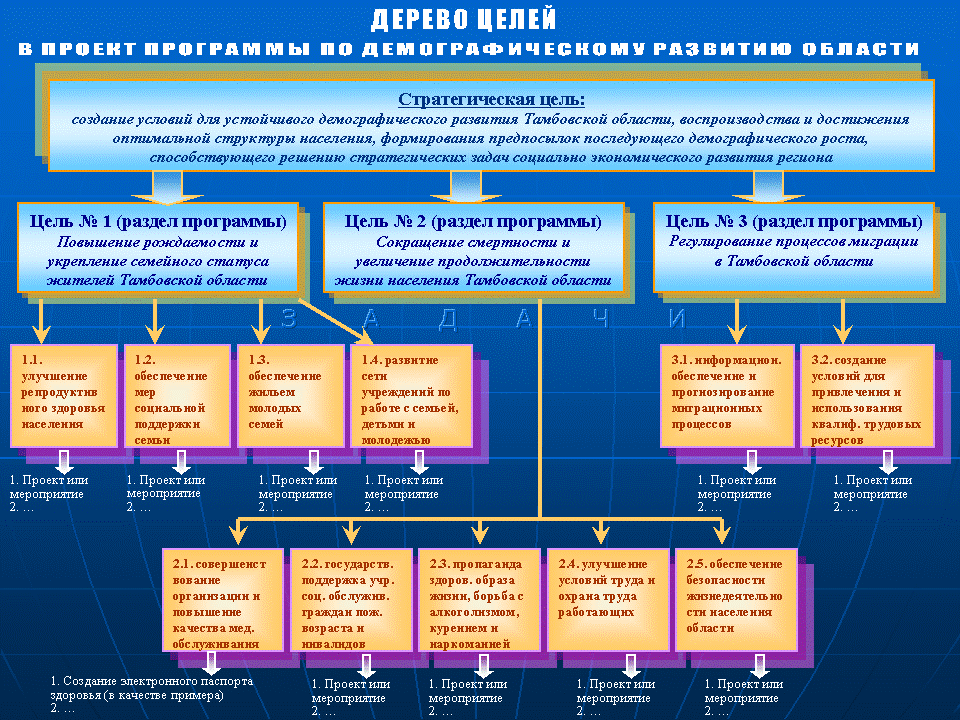 ДЕРЕВО ЦЕЛЕЙ
В ПРОЕКТ ПРОГРАММЫ ПО ДЕМОГРАФИЧЕСКОМУ РАЗВИТИЮ ОБЛАСТИ
Стратегическая цель:
создание условий для устойчивого демографического развития Тамбовской области, воспроизводства и достижения
оптимальной структуры населения, формирования предпосылок последующего демографического роста,
способствующего решению стратегических задач социально экономического развития региона
Цель № 1 (раздел программы)
Повышение рождаемости и
укрепление семейного статуса
жителей Тамбовской области
Цель № 2 (раздел программы)
Сокращение смертности и
увеличение продолжительности
жизни населения Тамбовской области
Цель № 3 (раздел программы)
Регулирование процессов миграции
в Тамбовской области
З А Д А Ч И
1.1.
улучшение
репродуктив
ного здоровья
населения
1.2.
обеспечение
мер
социальной
поддержки
семьи
1.3.
обеспечение
жильем
молодых
семей
1.4. развитие
сети
учреждений по
работе с семьей,
детьми и
молодежью
3.1. информацион.
обеспечение и
прогнозирование
миграционных
процессов
3.2. создание
условий для
привлечения и
использования
квалиф. трудовых
ресурсов
1. Проект или
мероприятие
2. …
1. Проект или
мероприятие
2. …
1. Проект или
мероприятие
2. …
1. Проект или
мероприятие
2. …
1. Проект или
мероприятие
2. …
1. Проект или
мероприятие
2. …
2.1. совершенст
вование
организации и
повышение
качества мед.
обслуживания
2.2. государств.
поддержка учр.
соц. обслужив.
граждан пож.
возраста и
инвалидов
2.3. пропаганда
здоров. образа
жизни, борьба с
алкоголизмом,
курением и
наркоманией
2.4. улучшение
условий труда и
охрана труда
работающих
2.5. обеспечение
безопасности
жизнедеятельно
сти населения
области
1. Создание электронного паспорта
здоровья (в качестве примера)
2. …
1. Проект или
мероприятие
2. …
1. Проект или
мероприятие
2. …
1. Проект или
мероприятие
2. …
1. Проект или
мероприятие
2. …